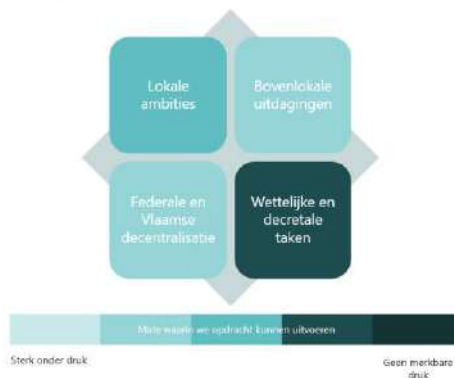 Lokale
ambities
Bovenlokale
uitdagingen
Federale en
Vlaamse
decentralisatie
Wettelijke en
decretale
taken
Mate waarin we opdracht kunnen uitvoeren
Sterk onder druk
Geen merkbare
druk